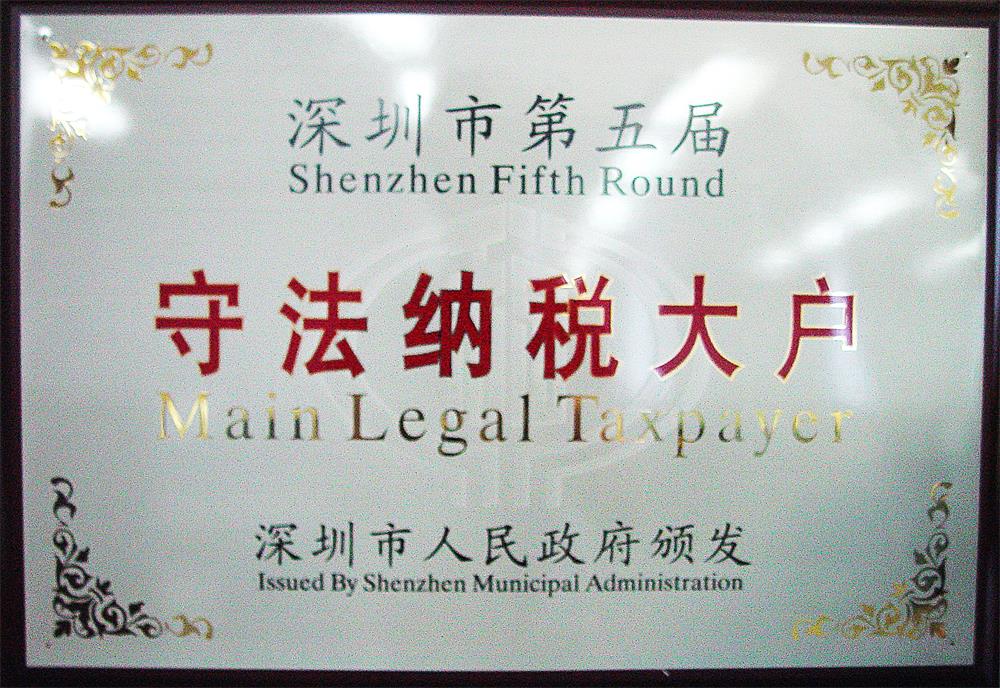 深圳市第五届
Shenzhen Fifth Round
守法纳税大户
Main Legal Taxpayer
深圳市人民政府颁发
Issued By Shenzhen Municipal Administration